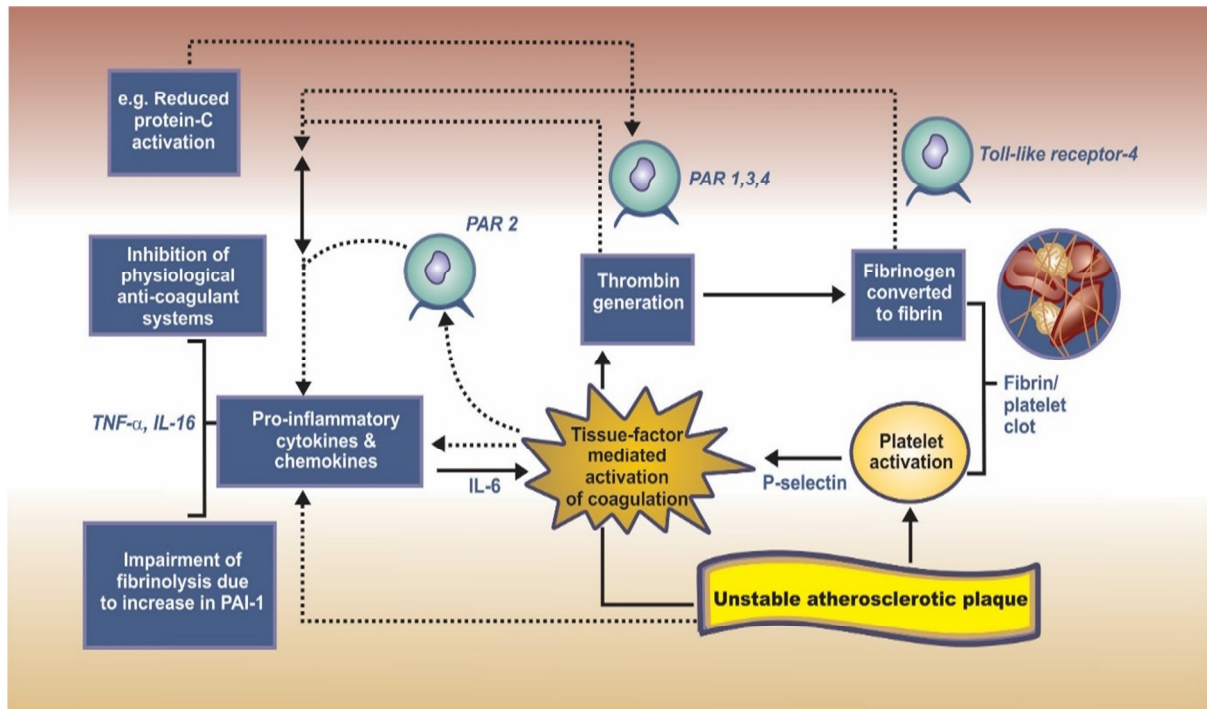 e.g. Reduced
protein-C
activation
PAR 1,3,4
Toll-like receptor-4
PAR 2
Inhibition of
physiological
anti-coagulant
systems
Thrombin
generation
Fibrinogen
converted
to fibrin
Fibrin/
platelet
clot
TNF-α, IL-16
Pro-inflammatory
cytokines &
chemokines
IL-6
Tissue-factor
mediated
activation
of coagulation
P-selectin
Platelet
activation
Impairment of
fibrinolysis due
to increase in PAI-1
Unstable atherosclerotic plaque